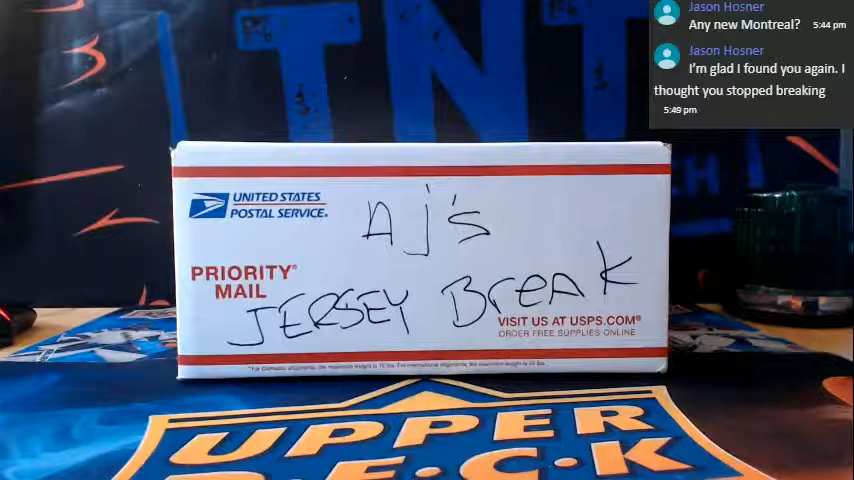 Jason Hosner
Any new Montreal? 5:44 pm
Jason Hosner
I'm glad I found you again. I
thought you stopped breaking
5:49 pm
TNT
UNITED STATES
POSTAL SERVICE®
AJ's
PRIORITY®
MAIL
JERSEY BreAK
VISIT US AT USPS.COM®
ORDER FREE SUPPLIES ONLINE
UPPER
DECK